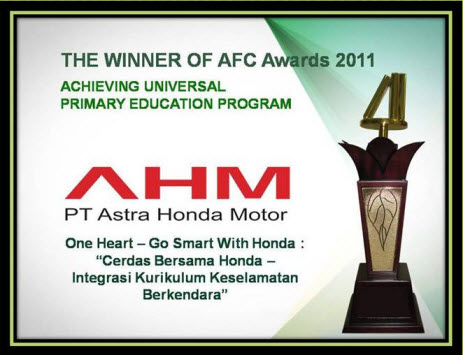 THE WINNER OF AFC Awards 2011
ACHIEVING UNIVERSAL
PRIMARY EDUCATION PROGRAM
4
AHM
PT Astra Honda Motor
One Heart – Go Smart With Honda :
“Cerdas Bersama Honda –
Integrasi Kurikulum Keselamatan
Berkendara”